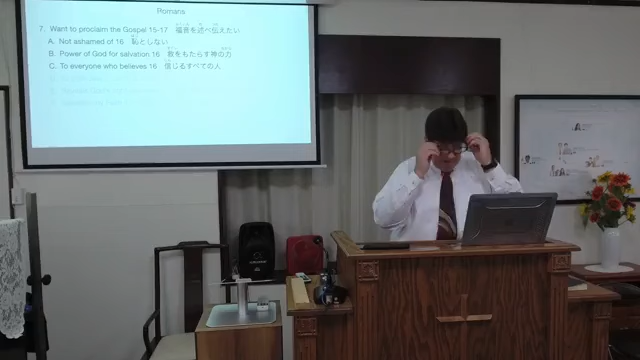 Romans
7. Want to proclaim the Gospel 15-17 福音を述べ伝えたい
A. Not ashamed of 16 恥としない
B. Power of God for salvation 16 救をもたらす神の力
C. To everyone who believes 16 信じるすべての人